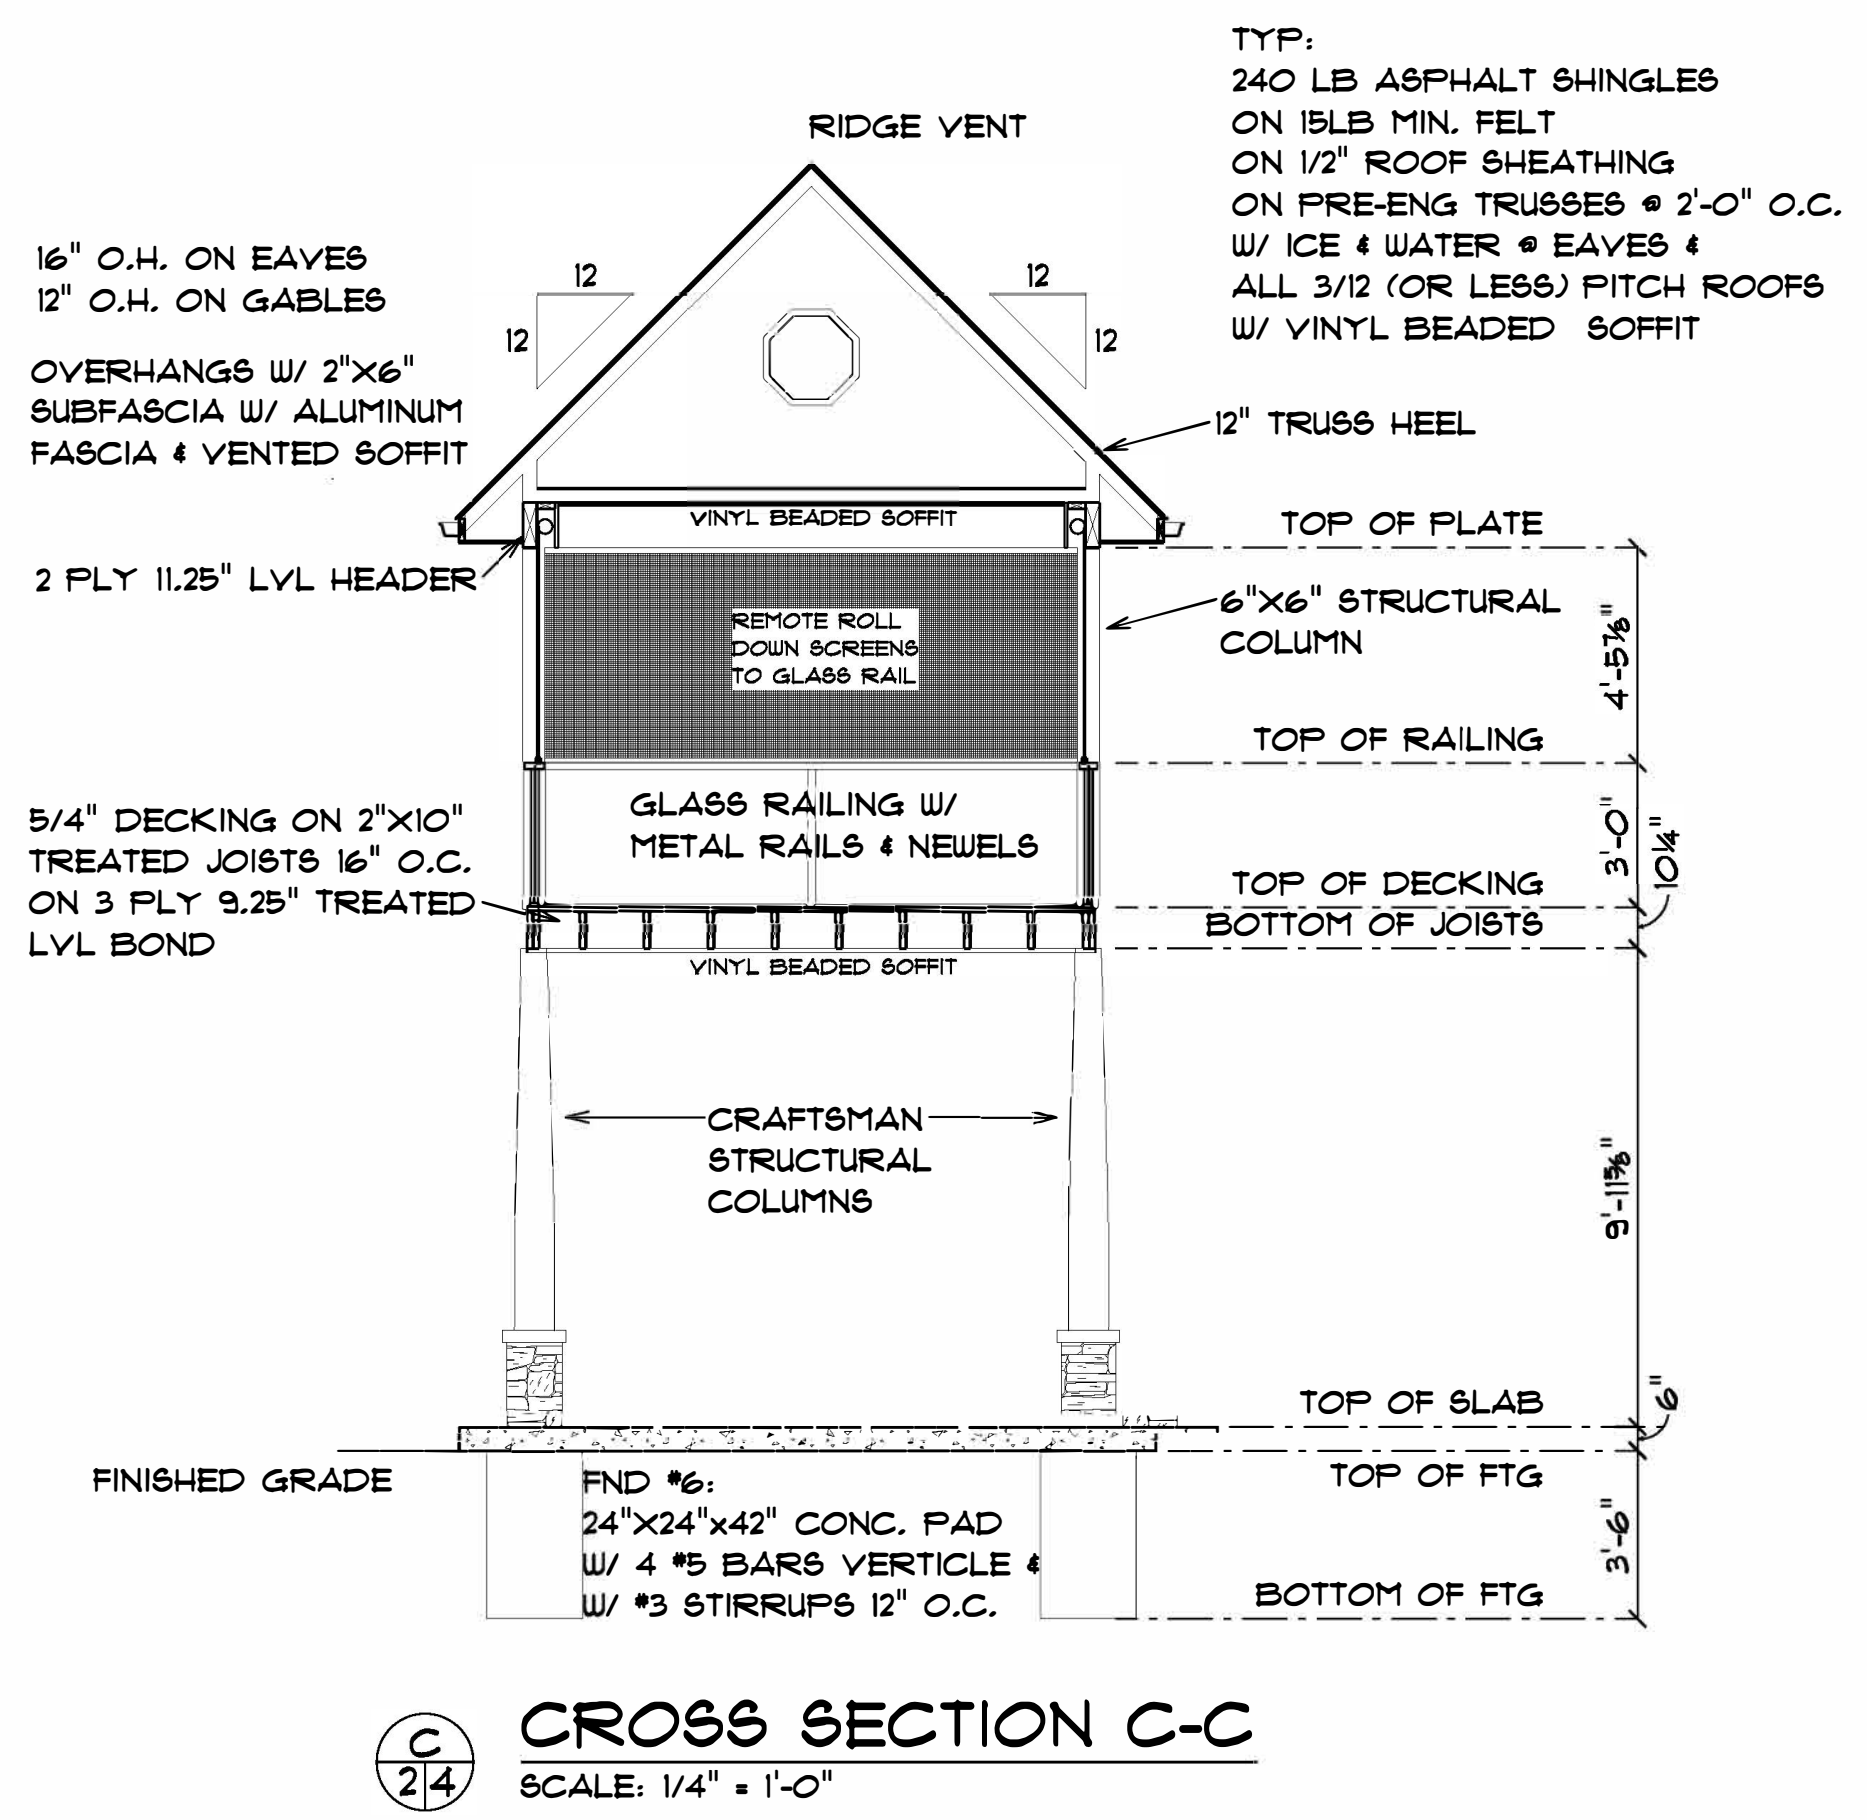 TYP:
240 LB ASPHALT SHINGLES
ON 15LB MIN. FELT
ON 1/2" ROOF SHEATHING
ON PRE-ENG TRUSSES @ 2'-0" O.C.
W/ ICE & WATER @ EAVES &
ALL 3/12 (OR LESS) PITCH ROOFS
W/ VINYL BEADED SOFFIT
RIDGE VENT
16" O.H. ON EAVES
12" O.H. ON GABLES
OVERHANGS W/ 2"X6"
SUBFASCIA W/ ALUMINUM
FASCIA & VENTED SOFFIT
12
12
12
12
12" TRUSS HEEL
VINYL BEADED SOFFIT
TOP OF PLATE
2 PLY 11.25" LVL HEADER
6"X6" STRUCTURAL
COLUMN
REMOTE ROLL
DOWN SCREENS
TO GLASS RAIL
4'-5⅞"
TOP OF RAILING
GLASS RAILING W/
METAL RAILS & NEWELS
5/4" DECKING ON 2"X10"
TREATED JOISTS 16" O.C.
ON 3 PLY 9.25" TREATED
LVL BOND
3'-0"
10¼"
TOP OF DECKING
BOTTOM OF JOISTS
VINYL BEADED SOFFIT
CRAFTSMAN
STRUCTURAL
COLUMNS
9'-11⅝"
TOP OF SLAB
6"
FINISHED GRADE
TOP OF FTG
FND #6:
24"X24"x42" CONC. PAD
W/ 4 #5 BARS VERTICLE &
W/ #3 STIRRUPS 12" O.C.
3'-6"
BOTTOM OF FTG
C
2 4
CROSS SECTION C-C
SCALE: 1/4" = 1'-0"